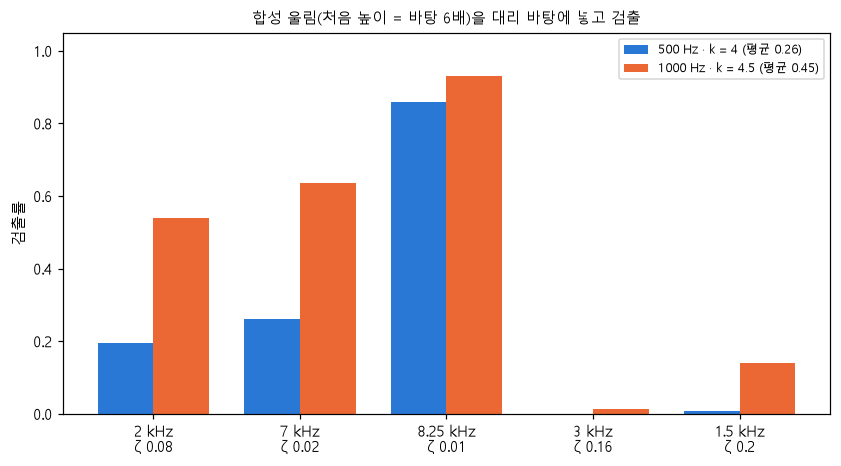 합성 울림(처음 높이 = 바탕 6배)을 대리 바탕에 놓고 검출
500 Hz · k = 4 (평균 0.26)
1000 Hz · k = 4.5 (평균 0.45)
검출률
1.0
0.8
0.6
0.4
0.2
0.0
2 kHz
ζ 0.08
7 kHz
ζ 0.02
8.25 kHz
ζ 0.01
3 kHz
ζ 0.16
1.5 kHz
ζ 0.2